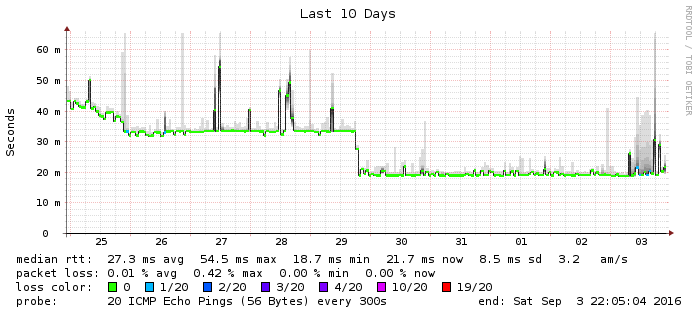 Last 10 Days
RRDTOOL / TOBI OETIKER
Seconds
60 m
50 m
40 m
30 m
20 m
10 m
0
25 26 27 28 29 30 31 01 02 03
median rtt: 27.3 ms avg 54.5 ms max 18.7 ms min 21.7 ms now 8.5 ms sd 3.2 am/s
packet loss: 0.01 % avg 0.42 % max 0.00 % min 0.00 % now
loss color: 0 1/20 2/20 3/20 4/20 10/20 19/20
probe: 20 ICMP Echo Pings (56 Bytes) every 300s end: Sat Sep 3 22:05:04 2016